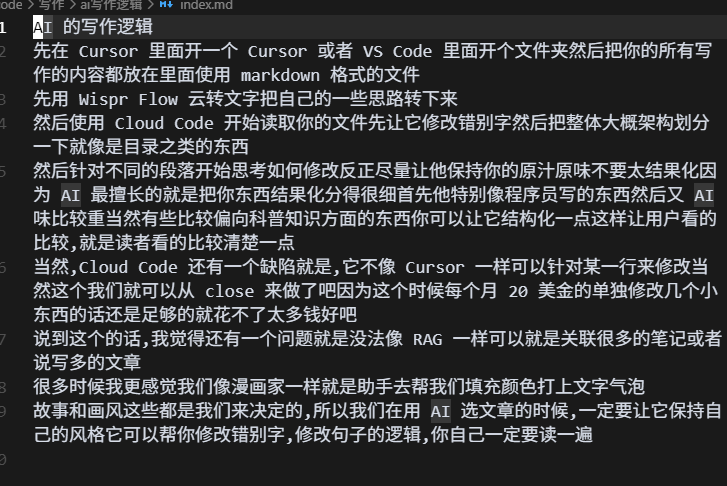 code > 写作 > ai写作逻辑 > index.md
1 AI 的写作逻辑
2 先在 Cursor 里面开一个 Cursor 或者 VS Code 里面开个文件夹然后把你的所有写
作的内容都放在里面使用 markdown 格式的文件
3 先用 Wispr Flow 云转文字把自己的一些思路转下来
4 然后使用 Cloud Code 开始读取你的文件先让它修改错别字然后把整体大概架构划分
一下就像是目录之类的东西
5 然后针对不同的段落开始思考如何修改反正尽量让他保持你的原汁原味不要太结果化因
为 AI 最擅长的就是把你东西结果化分得很细首先他特别像程序员写的东西然后又 AI
味比较重当然有些比较偏向科普知识方面的东西你可以让它结构化一点这样让用户看的
比较,就是读者看的比较清楚一点
6 当然,Cloud Code 还有一个缺陷就是,它不像 Cursor 一样可以针对某一行来修改当
然这个我们就可以从 close 来做了吧因为这个时候每个月 20 美金的单独修改几个小
东西的话还是足够的就花不了太多钱好吧
7 说到这个的话,我觉得还有一个问题就是没法像 RAG 一样可以就是关联很多的笔记或者
说写多的文章
8 很多时候我更感觉我们像漫画家一样就是助手去帮我们填充颜色打上文字气泡
9 故事和画风这些都是我们来决定的,所以我们在用 AI 选文章的时候,一定要让它保持自
己的风格它可以帮你修改错别字,修改句子的逻辑,你自己一定要读一遍
0